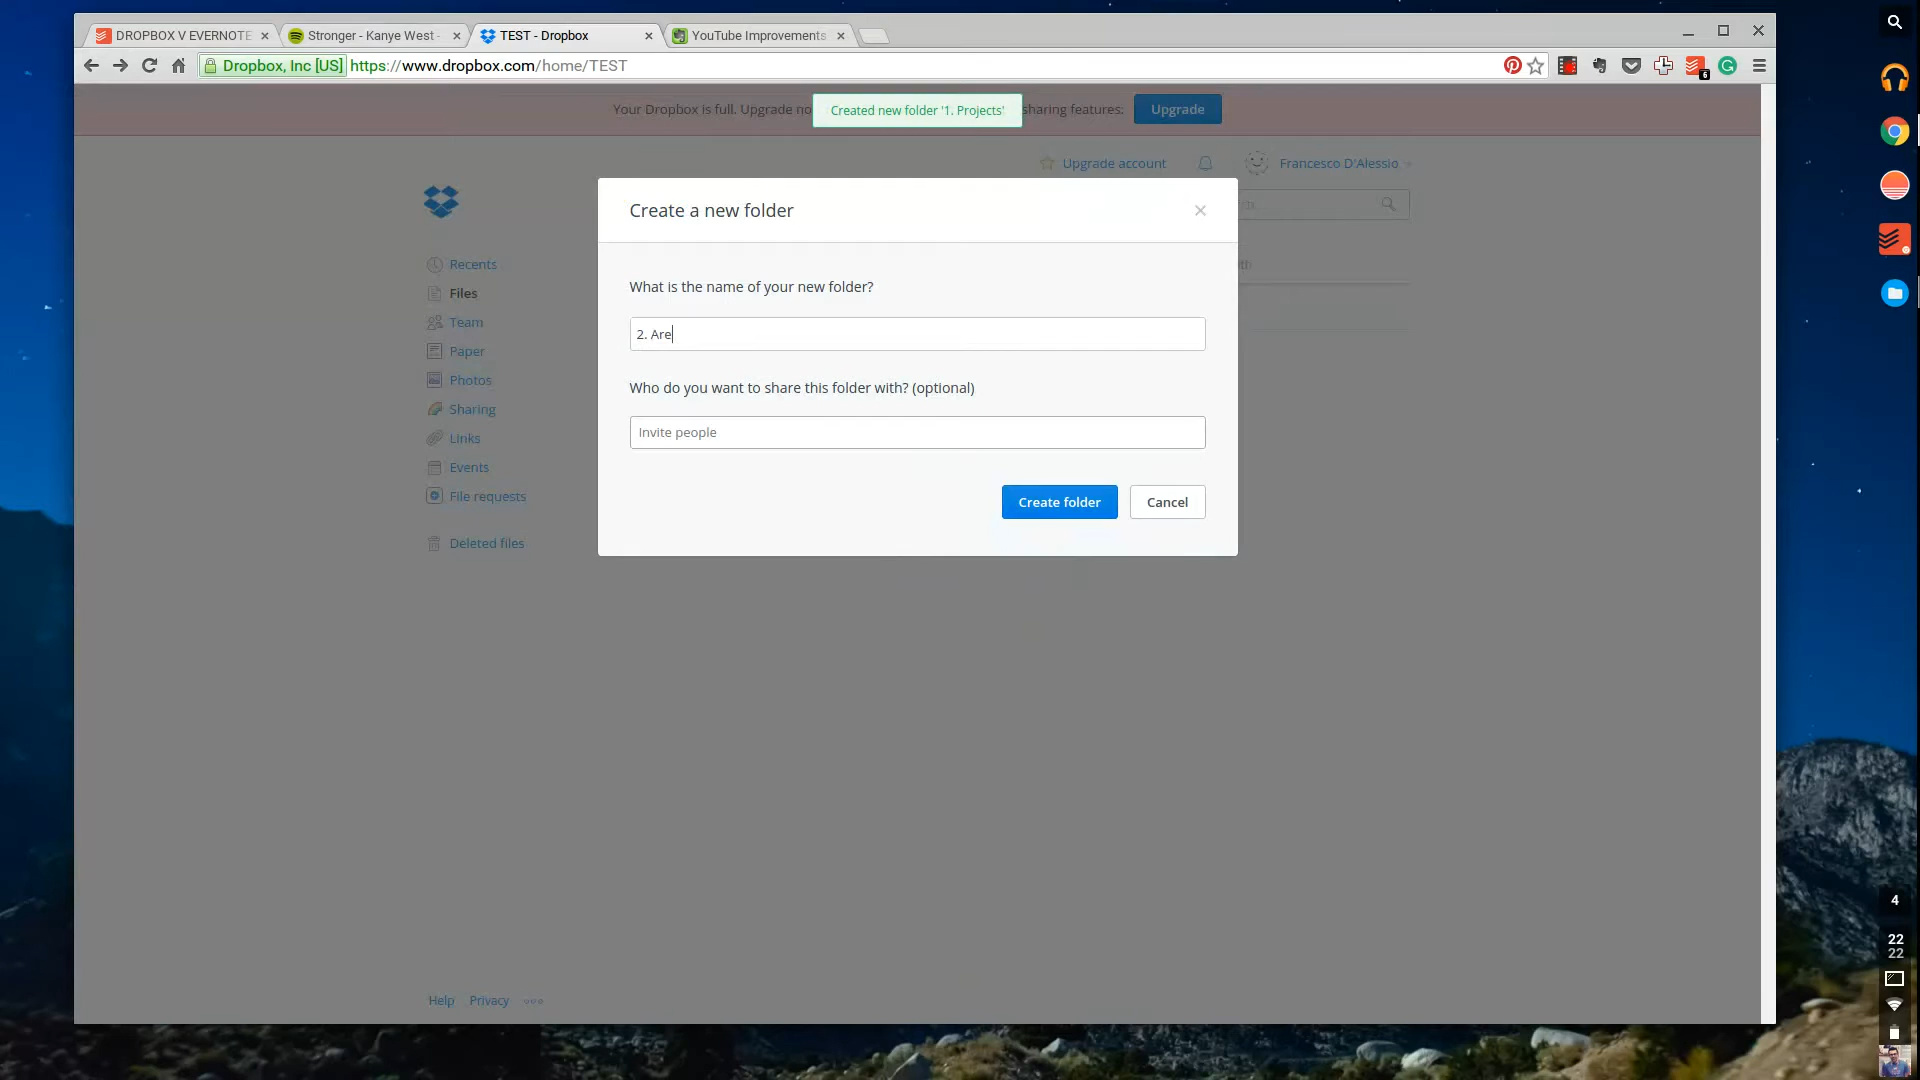 DROPBOX V EVERNOTE
Stronger - Kanye West -
TEST - Dropbox
YouTube Improvements
Dropbox, Inc [US] https://www.dropbox.com/home/TEST
6
Your Dropbox is full. Upgrade no
Created new folder '1. Projects'
sharing features.
Upgrade
Upgrade account
Francesco D'Alessio
Create a new folder
What is the name of your new folder?
2. Are
Who do you want to share this folder with? (optional)
Invite people
Create folder
Cancel
Recents
Files
Team
Paper
Photos
Sharing
Links
Events
File requests
Deleted files
Help
Privacy
4
22
22